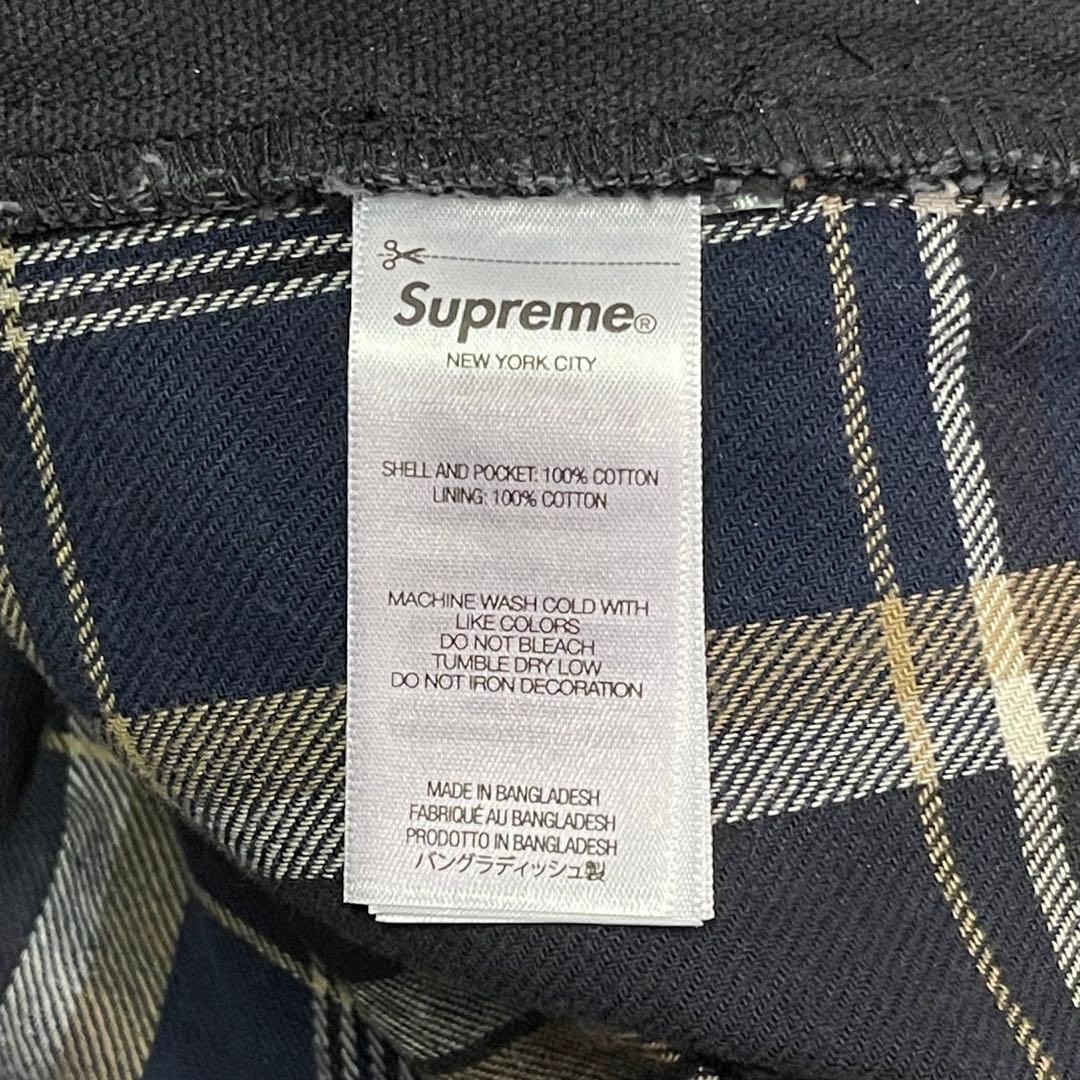 Supreme®
NEW YORK CITY
SHELL AND POCKET: 100% COTTON
LINING: 100% COTTON
MACHINE WASH COLD WITH
LIKE COLORS
DO NOT BLEACH
TUMBLE DRY LOW
DO NOT IRON DECORATION
MADE IN BANGLADESH
FABRIQUÉ AU BANGLADESH
PRODOTTO IN BANGLADESH
バングラディッシュ製